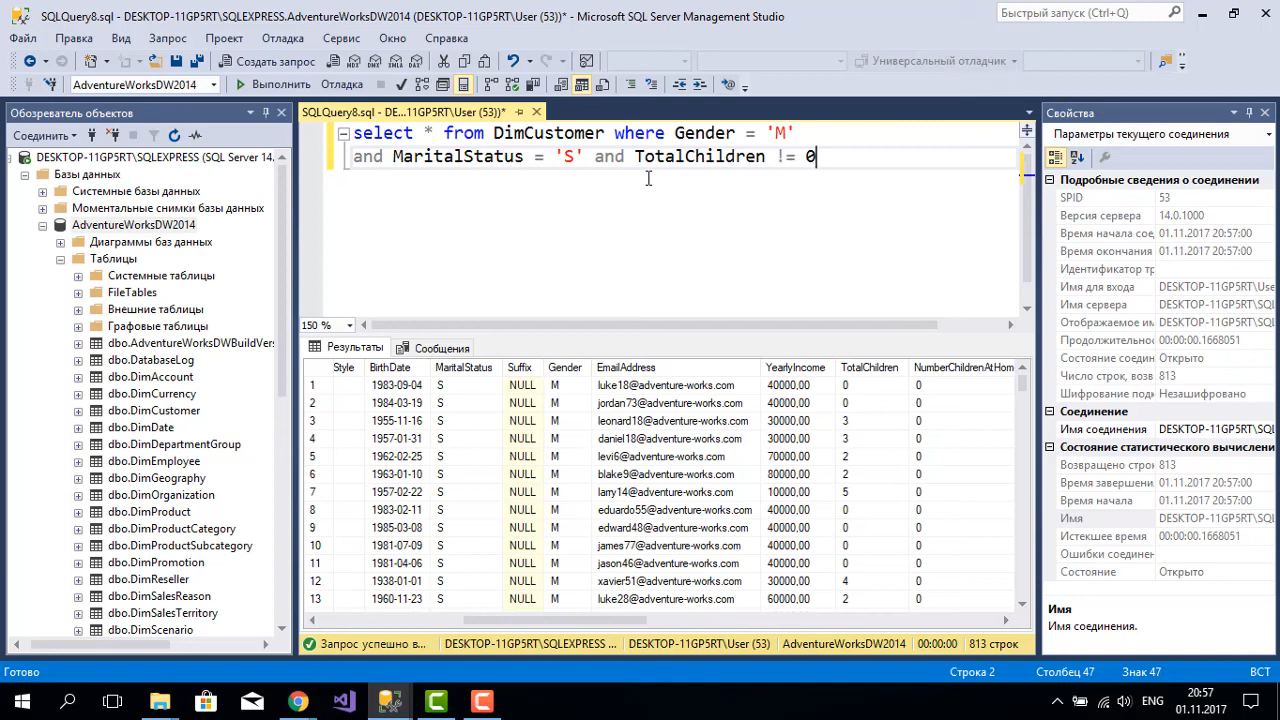 SQLQuery8.sql - DESKTOP-11GP5RT\SQLEXPRESS.AdventureWorksDW2014 (DESKTOP-11GP5RT\User (53))* - Microsoft SQL Server Management Studio
Быстрый запуск (Ctrl+Q)
Файл Правка Вид Запрос Проект Отладка Сервис Окно Справка
Создать запрос
Универсальный отладчик
AdventureWorksDW2014
Выполнить Отладка
Обозреватель объектов
Соединить
DESKTOP-11GP5RT\SQLEXPRESS (SQL Server 14.
Базы данных
Системные базы данных
Моментальные снимки базы данных
AdventureWorksDW2014
Диаграммы баз данных
Таблицы
Системные таблицы
FileTables
Внешние таблицы
Графовые таблицы
dbo.AdventureWorksDWBuildVer
dbo.DatabaseLog
dbo.DimAccount
dbo.DimCurrency
dbo.DimCustomer
dbo.DimDate
dbo.DimDepartmentGroup
dbo.DimEmployee
dbo.DimGeography
dbo.DimOrganization
dbo.DimProduct
dbo.DimProductCategory
dbo.DimProductSubcategory
dbo.DimPromotion
dbo.DimReseller
dbo.DimSalesReason
dbo.DimSalesTerritory
dbo.DimScenario
SQLQuery8.sql - DE...11GP5RT\User (53))*
select * from DimCustomer where Gender = 'M'
and MaritalStatus = 'S' and TotalChildren != 0
150 %
Результаты Сообщения
Style BirthDate MaritalStatus Suffix Gender EmailAddress YearlyIncome TotalChildren NumberChildrenAtHom
1 1983-09-04 S NULL M luke18@adventure-works.com 40000,00 0 0
2 1984-03-19 S NULL M jordan73@adventure-works.com 40000,00 0 0
3 1955-11-16 S NULL M leonard18@adventure-works.com 30000,00 3 0
4 1957-01-31 S NULL M daniel18@adventure-works.com 30000,00 3 0
5 1962-02-25 S NULL M levi6@adventure-works.com 70000,00 2 0
6 1963-01-10 S NULL M blake9@adventure-works.com 80000,00 2 0
7 1957-02-22 S NULL M larry14@adventure-works.com 10000,00 5 0
8 1983-02-11 S NULL M eduardo55@adventure-works.com 40000,00 0 0
9 1985-03-08 S NULL M edward48@adventure-works.com 40000,00 0 0
10 1981-07-09 S NULL M james77@adventure-works.com 40000,00 0 0
11 1981-04-06 S NULL M jason46@adventure-works.com 40000,00 0 0
12 1938-01-01 S NULL M xavier51@adventure-works.com 30000,00 4 0
13 1960-11-23 S NULL M luke28@adventure-works.com 60000,00 2 0
Запрос успешно в... DESKTOP-11GP5RT\SQLEXPRESS ... DESKTOP-11GP5RT\User (53) AdventureWorksDW2014 00:00:00 813 строк
Свойства
Параметры текущего соединения
Подробные сведения о соединении
SPID 53
Версия сервера 14.0.1000
Время начала сое 01.11.2017 20:57:00
Время окончания 01.11.2017 20:57:00
Идентификатор тр
Имя для входа DESKTOP-11GP5RT\Use
Имя сервера DESKTOP-11GP5RT\SQ
Отображаемое им DESKTOP-11GP5RT\SQ
Продолжительност 00:00:00.1668051
Состояние соедин Открыто
Число строк, возв 813
Шифрование подкл Незашифровано
Соединение
Имя соединения DESKTOP-11GP5RT\SQL
Состояние статистического вычислени
Возвращено строк 813
Время завершени 01.11.2017 20:57:00
Время начала 01.11.2017 20:57:00
Имя DESKTOP-11GP5RT\SQ
Истекшее время 00:00:00.1668051
Ошибки соединен
Состояние Открыто
Имя
Имя соединения.
Готово Строка 2 Столбец 47 Знак 47 ВСТ
ENG 20:57
01.11.2017